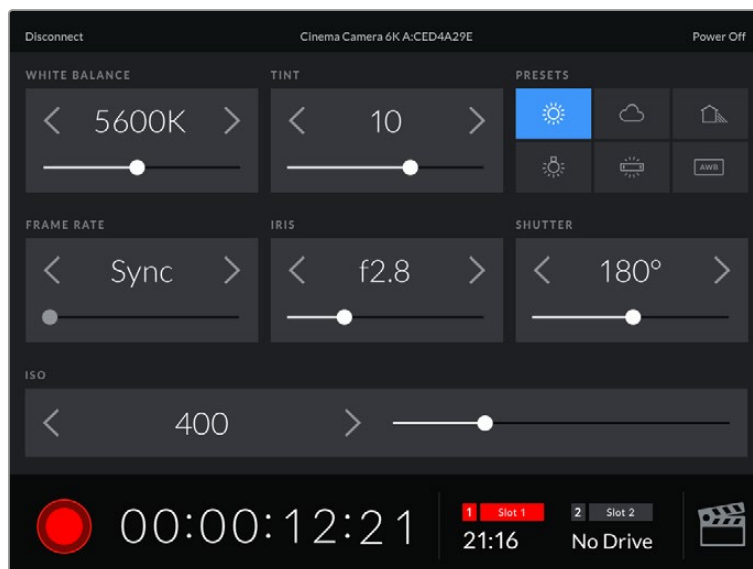 Disconnect Cinema Camera 6K A:CED4A29E Power Off
WHITE BALANCE TINT PRESETS
5600K 10
AWB
FRAME RATE IRIS SHUTTER
Sync f2.8 180°
ISO
400
00:00:12:21
1 Slot 1 2 Slot 2
21:16 No Drive